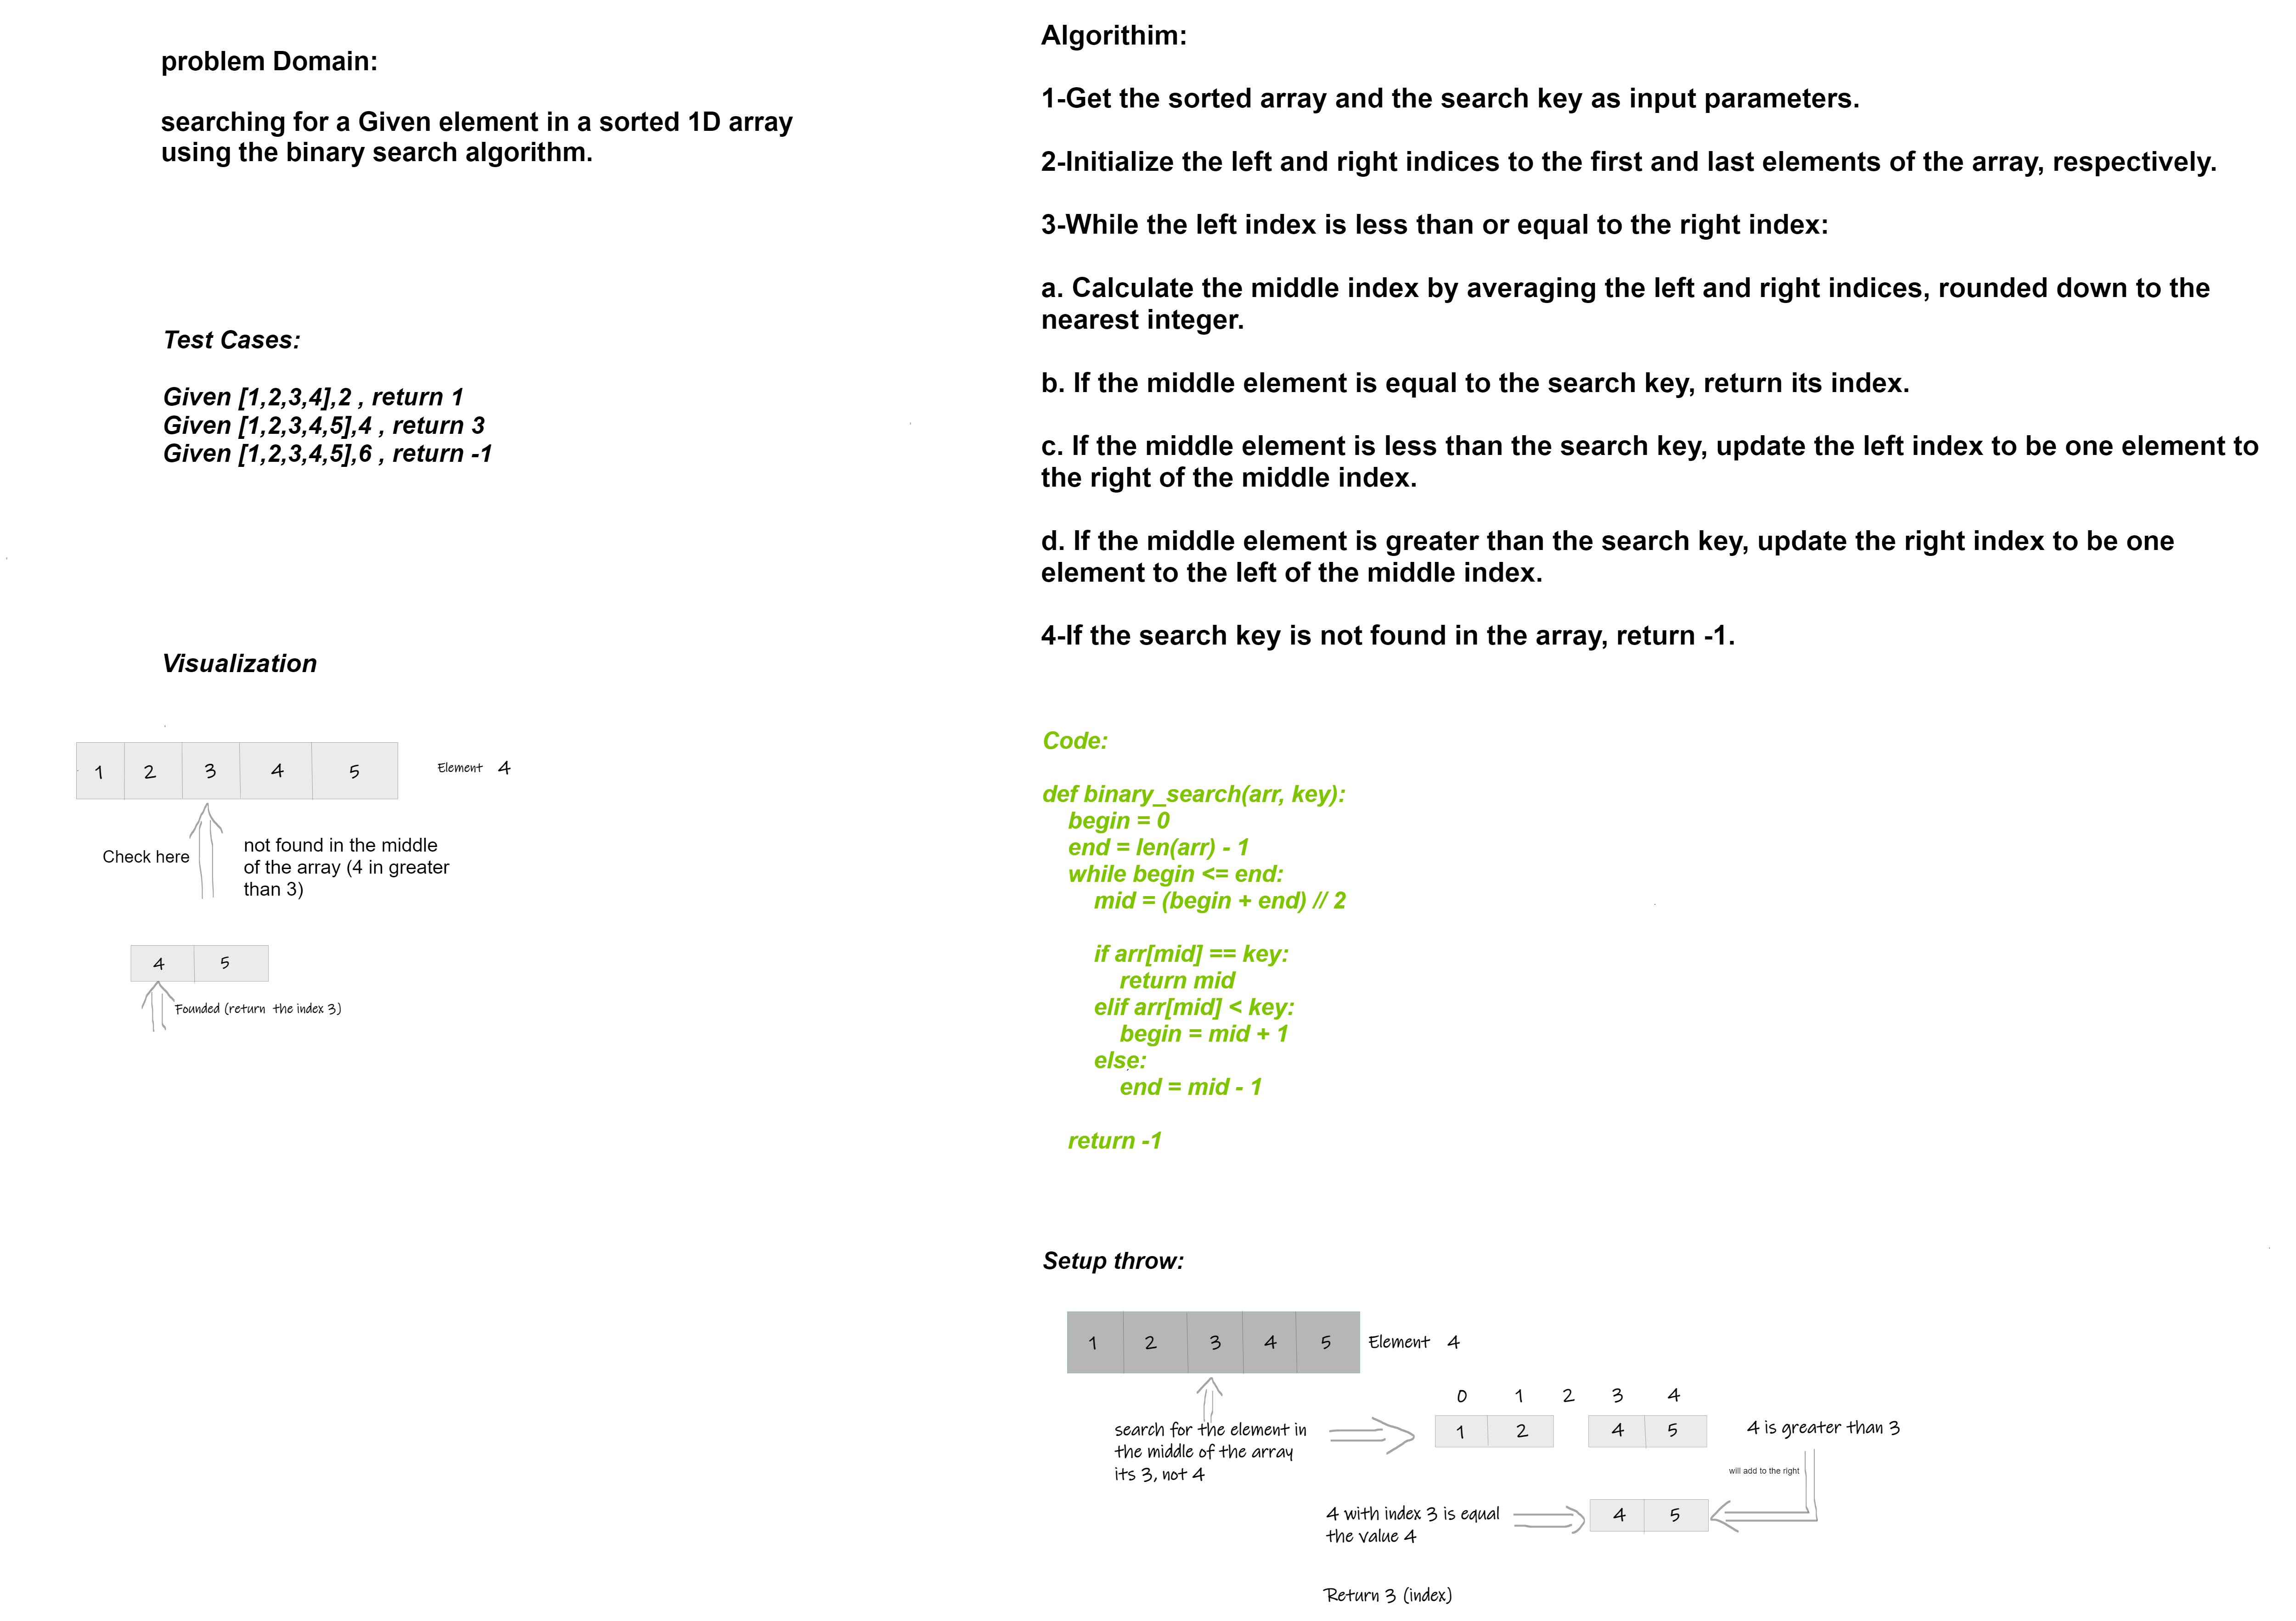 problem Domain:
searching for a Given element in a sorted 1D array
using the binary search algorithm.
Test Cases:
Given [1,2,3,4],2 , return 1
Given [1,2,3,4,5],4 , return 3
Given [1,2,3,4,5],6 , return -1
Visualization
1 2 3 4 5 Element 4
Check here
not found in the middle
of the array (4 in greater
than 3)
4 5
Founded (return the index 3)
Algorithim:
1-Get the sorted array and the search key as input parameters.
2-Initialize the left and right indices to the first and last elements of the array, respectively.
3-While the left index is less than or equal to the right index:
a. Calculate the middle index by averaging the left and right indices, rounded down to the
nearest integer.
b. If the middle element is equal to the search key, return its index.
c. If the middle element is less than the search key, update the left index to be one element to
the right of the middle index.
d. If the middle element is greater than the search key, update the right index to be one
element to the left of the middle index.
4-If the search key is not found in the array, return -1.
Code:
def binary_search(arr, key):
begin = 0
end = len(arr) - 1
while begin <= end:
mid = (begin + end) // 2
if arr[mid] == key:
return mid
elif arr[mid] < key:
begin = mid + 1
else:
end = mid - 1
return -1
Setup throw:
1 2 3 4 5 Element 4
search for the element in
the middle of the array
its 3, not 4
0 1 2 3 4
1 2 4 5
4 is greater than 3
will add to the right
4 with index 3 is equal
the value 4
4 5
Return 3 (index)